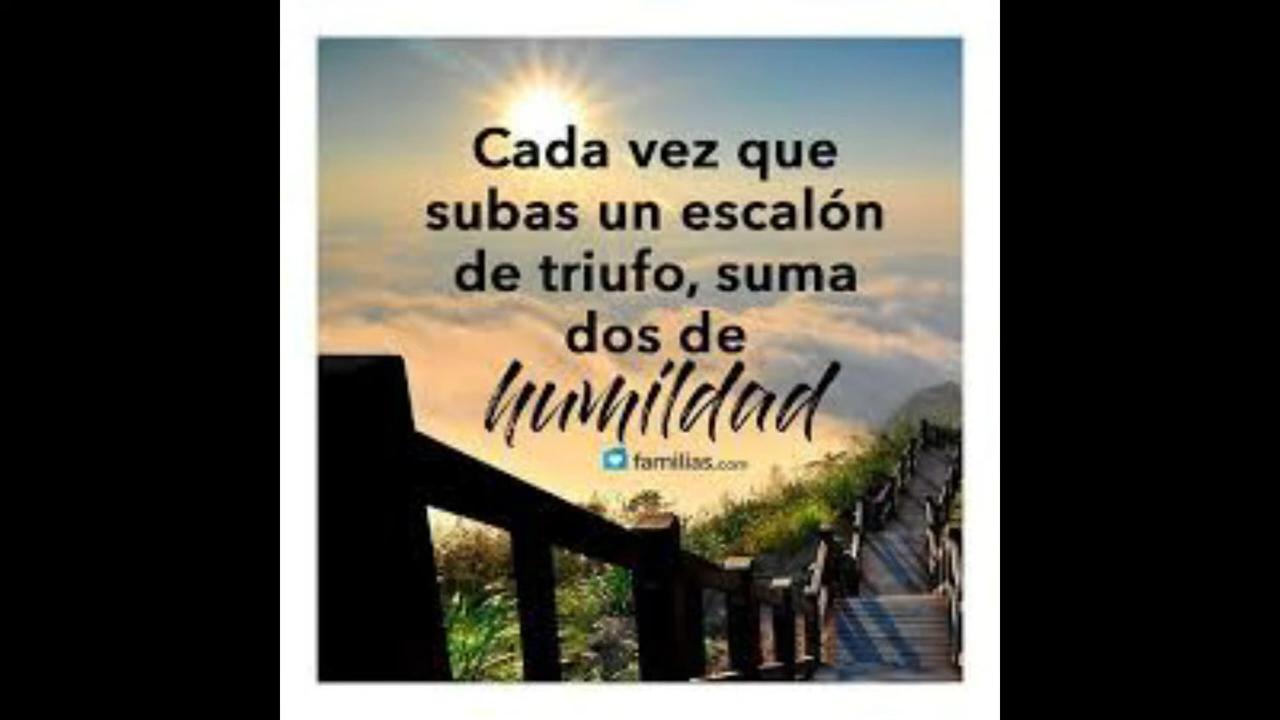 Cada vez que
subas un escalón
de triufo, suma
dos de
humildad
familias.com